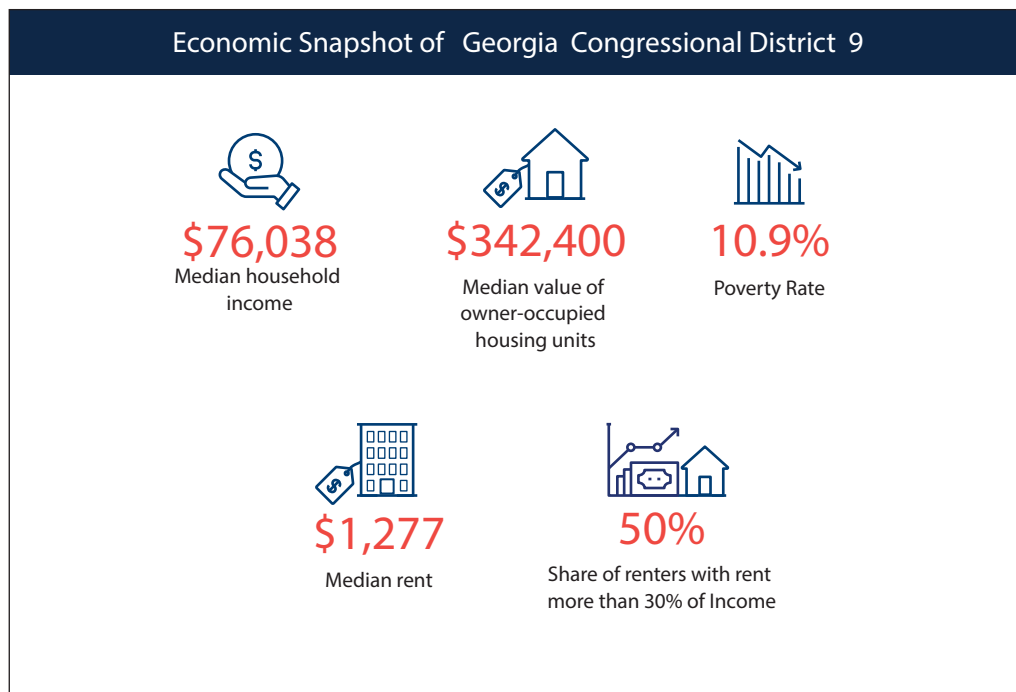 Economic Snapshot of Georgia Congressional District 9
$
$
$76,038
$342,400
10.9%
Median household
income
Median value of
owner-occupied
housing units
Poverty Rate
$
$1,277
50%
Median rent
Share of renters with rent
more than 30% of Income